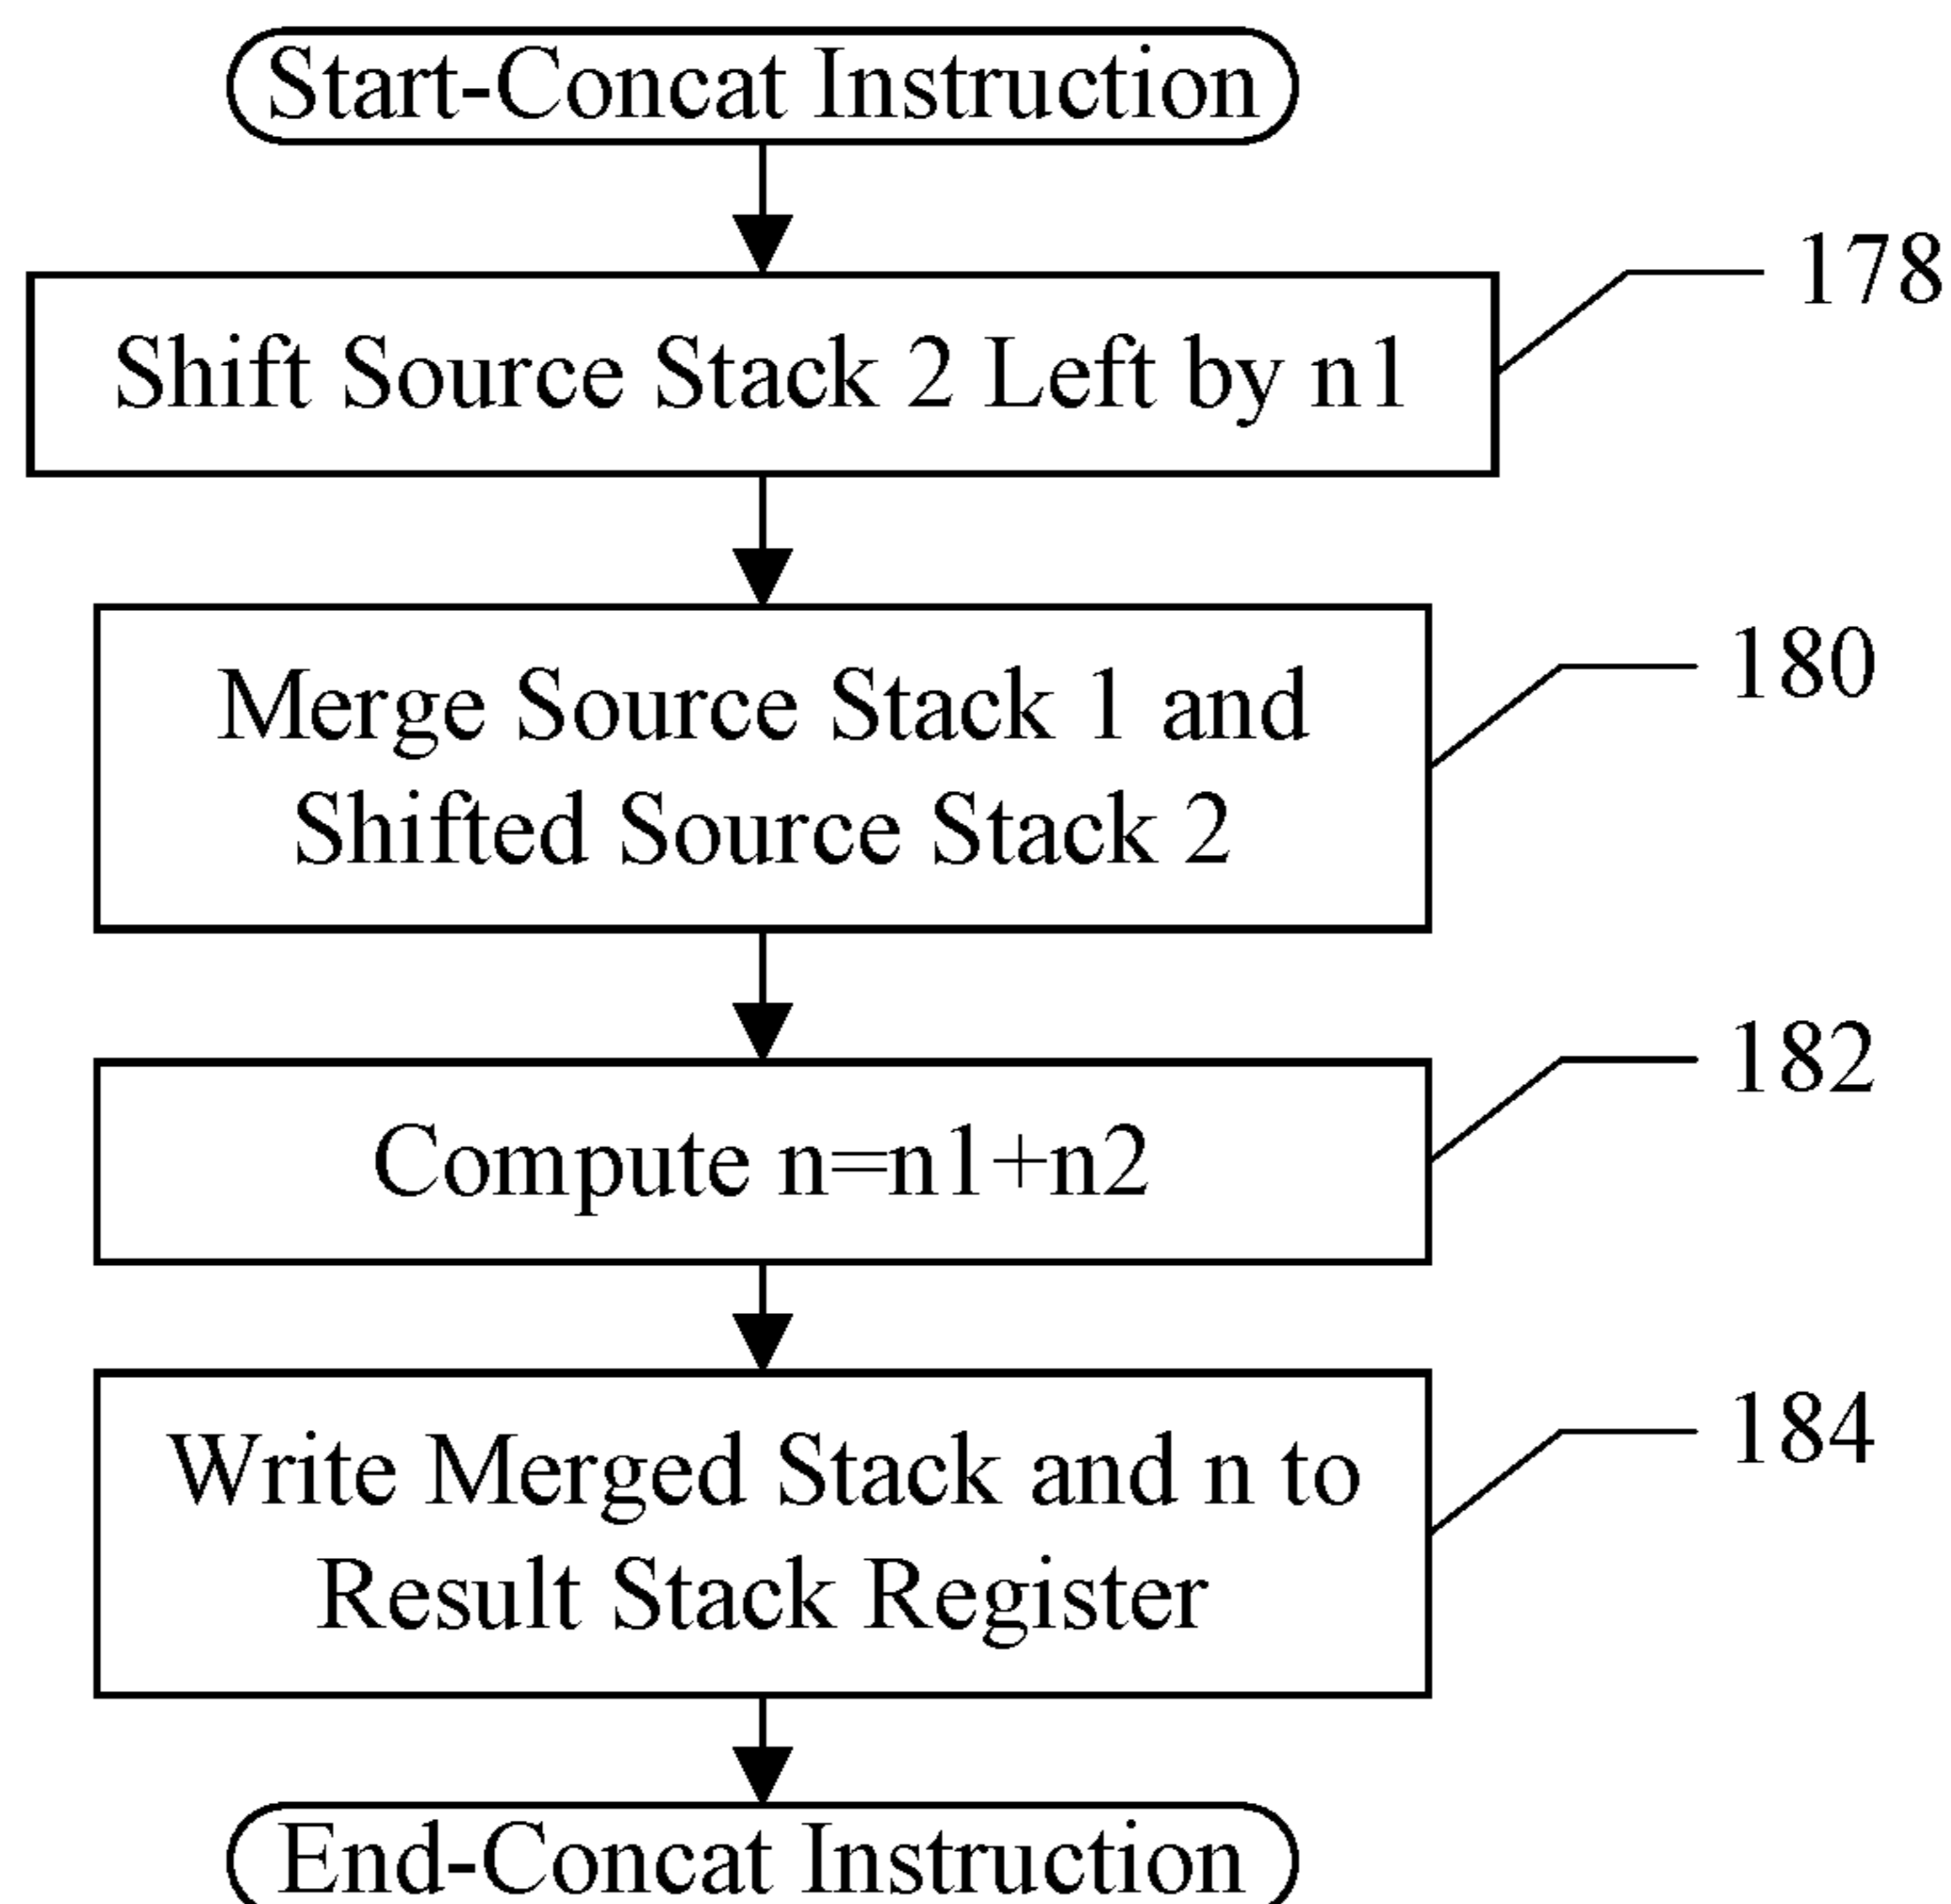 Start-Concat Instruction
178
Shift Source Stack 2 Left by n1
180
Merge Source Stack 1 and
Shifted Source Stack 2
182
Compute n=n1+n2
184
Write Merged Stack and n to
Result Stack Register
End-Concat Instruction